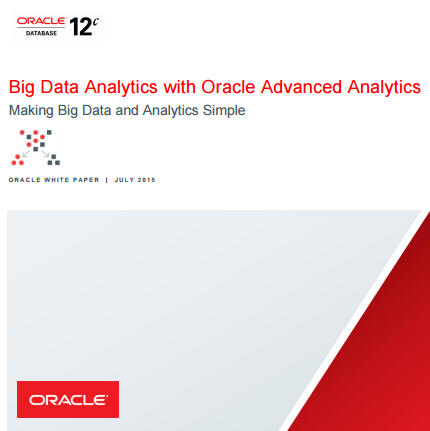 ORACLE
DATABASE 12c
Big Data Analytics with Oracle Advanced Analytics
Making Big Data and Analytics Simple
ORACLE WHITE PAPER | JULY 2015
ORACLE